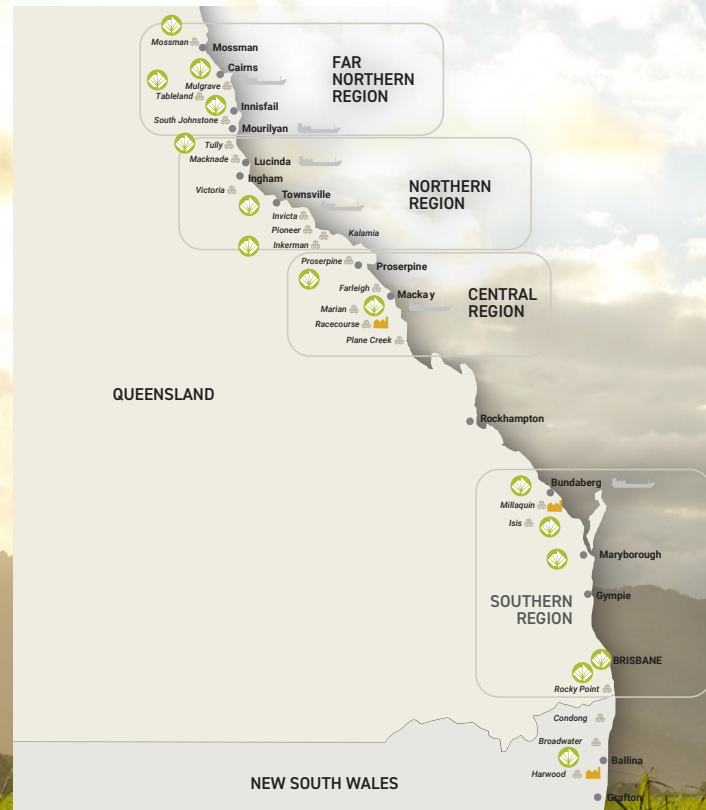 Mossman
Mossman
Cairns
FAR
NORTHERN
REGION
Mulgrave
Tableland
Innisfail
South Johnstone
Mourilyan
Tully
Macknade
Lucinda
Ingham
Victoria
Townsville
NORTHERN
REGION
Invicta
Pioneer
Kalamia
Inkerman
Proserpine
Proserpine
Farleigh
Mackay
CENTRAL
REGION
Marian
Racecourse
Plane Creek
QUEENSLAND
Rockhampton
Bundaberg
Millaquin
Isis
Maryborough
Gympie
SOUTHERN
REGION
BRISBANE
Rocky Point
Condong
Broadwater
Ballina
Harwood
NEW SOUTH WALES
Grafton